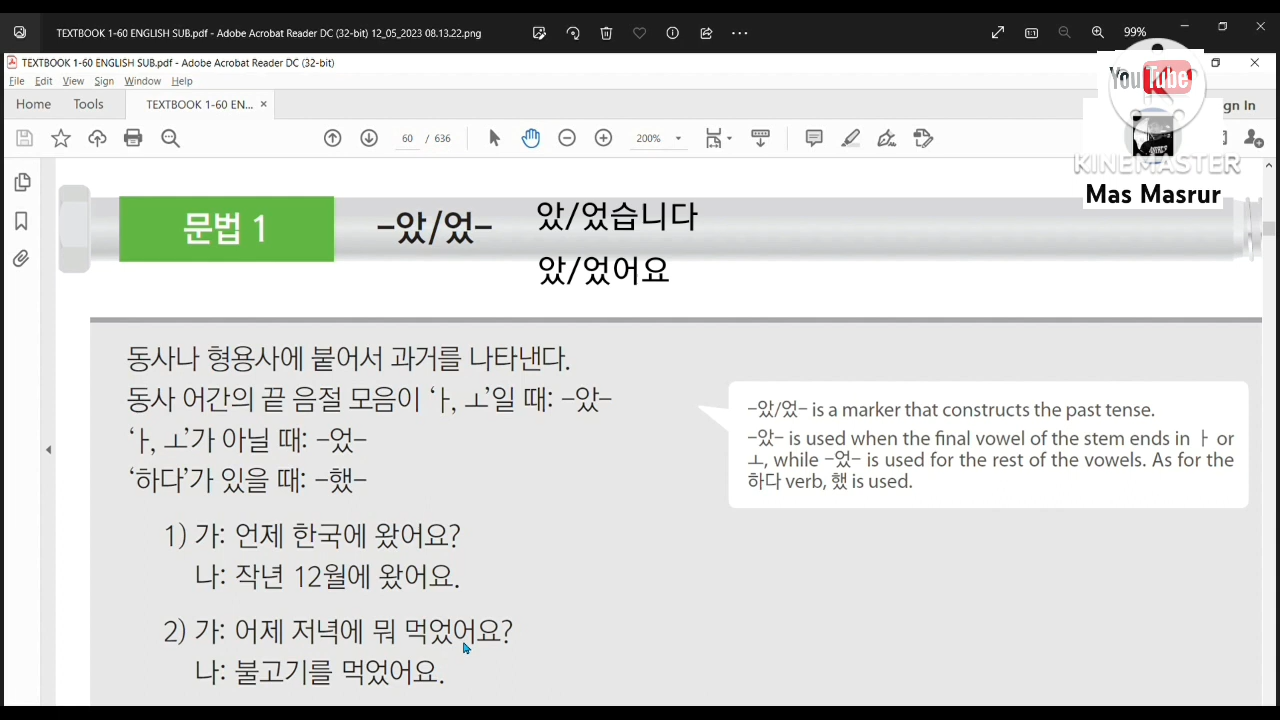 TEXTBOOK 1-60 ENGLISH SUB.pdf - Adobe Acrobat Reader DC (32-bit) 12_05_2023 08.13.22.png
99%
TEXTBOOK 1-60 ENGLISH SUB.pdf - Adobe Acrobat Reader DC (32-bit)
File Edit View Sign Window Help
YouTube
Home Tools TEXTBOOK 1-60 EN... × gn In
60 / 636 200%
KINEMASTER
Mas Masrur
문법 1 –았/었– 았/었습니다
았/었어요
동사나 형용사에 붙어서 과거를 나타낸다.
동사 어간의 끝 음절 모음이 ‘ㅏ, ㅗ’일 때: –았–
‘ㅏ, ㅗ’가 아닐 때: –었–
‘하다’가 있을 때: –했–
–았/었– is a marker that constructs the past tense.
–았– is used when the final vowel of the stem ends in ㅏ or
ㅗ, while –었– is used for the rest of the vowels. As for the
하다 verb, 했 is used.
1) 가: 언제 한국에 왔어요?
나: 작년 12월에 왔어요.
2) 가: 어제 저녁에 뭐 먹었어요?
나: 불고기를 먹었어요.